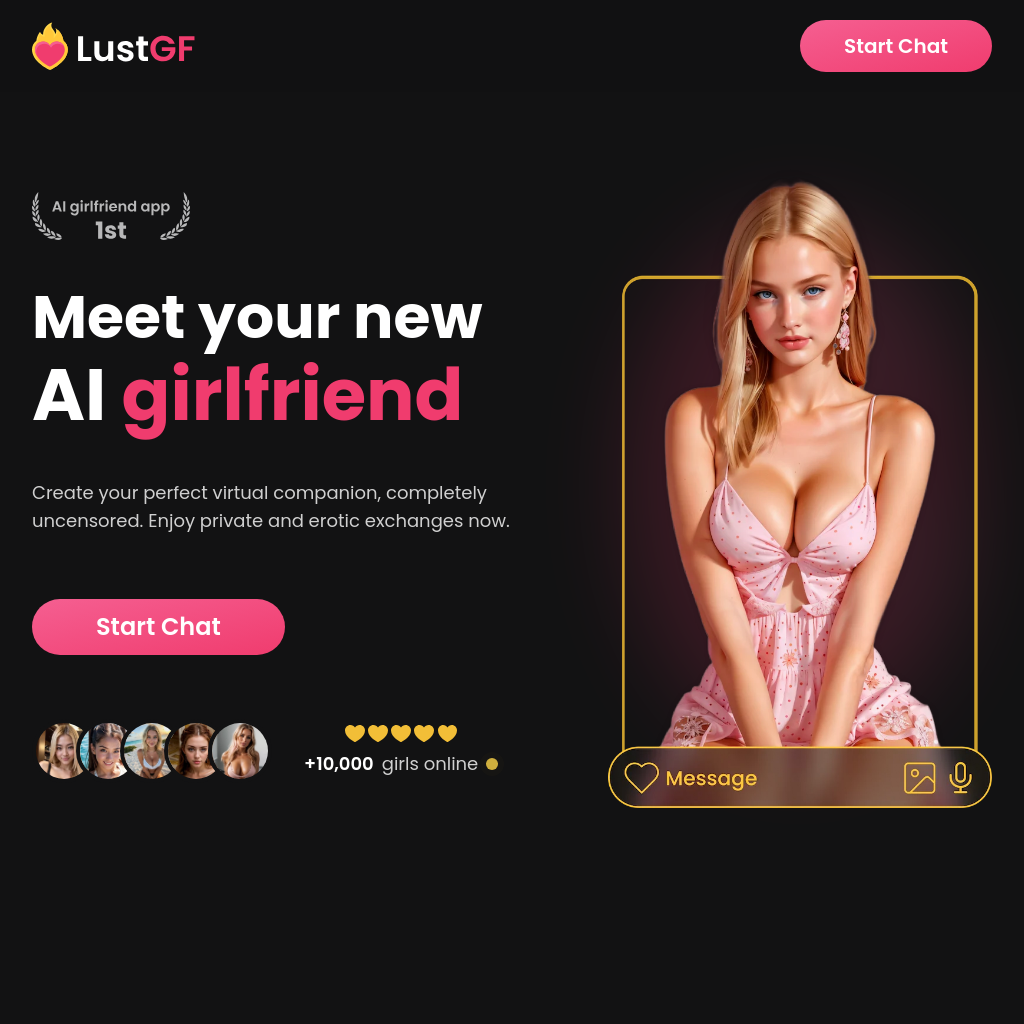 LustGF
Start Chat
AI girlfriend app
1st
Meet your new
AI girlfriend
Create your perfect virtual companion, completely
uncensored. Enjoy private and erotic exchanges now.
Start Chat
+10,000 girls online
Message